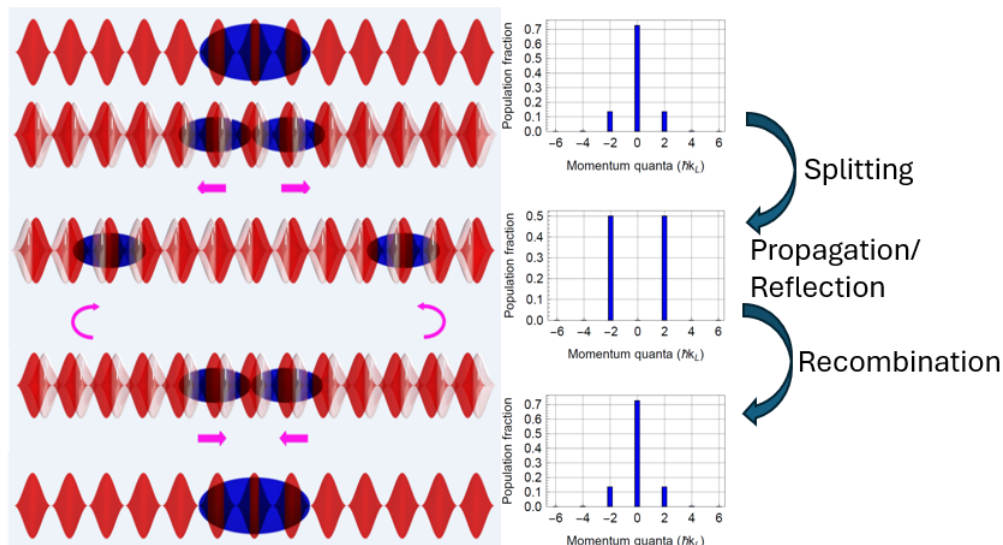 Population fraction
0.7
0.6
0.5
0.4
0.3
0.2
0.1
0.0
−6 −4 −2 0 2 4 6
Momentum quanta (ℏk_L)
Splitting
Population fraction
0.5
0.4
0.3
0.2
0.1
0.0
−6 −4 −2 0 2 4 6
Momentum quanta (ℏk_L)
Propagation/
Reflection
Recombination
Population fraction
0.7
0.6
0.5
0.4
0.3
0.2
0.1
0.0
−6 −4 −2 0 2 4 6
Momentum quanta (ℏk_L)